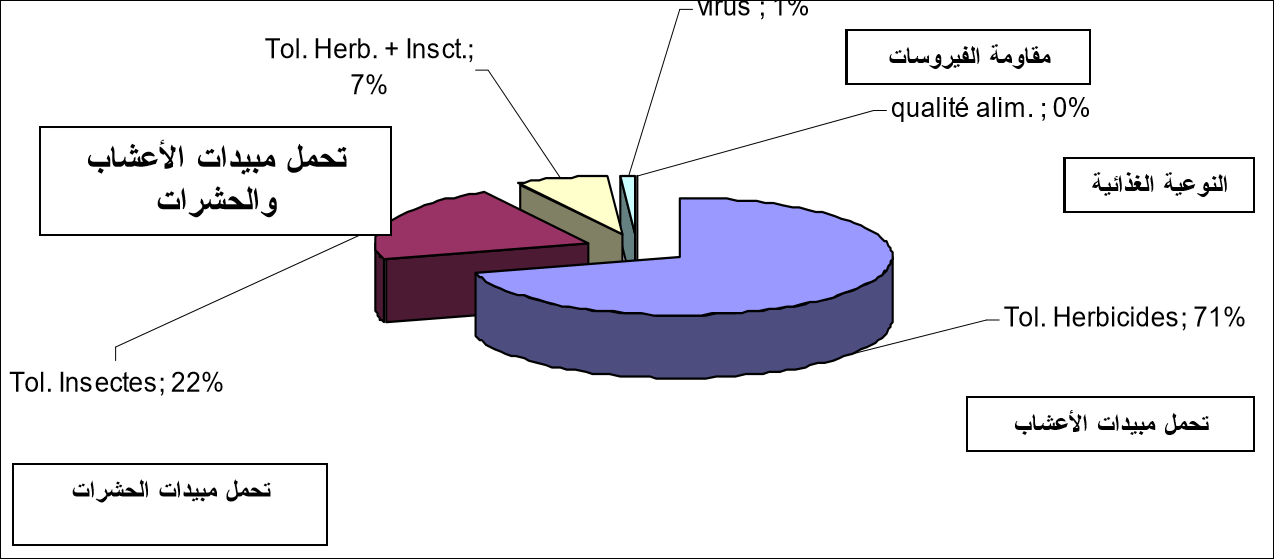 virus ; 1%
Tol. Herb. + Insct.;
7%
مقاومة الفيروسات
qualité alim. ; 0%
تحمل مبيدات الأعشاب
والحشرات
النوعية الغذائية
Tol. Herbicides; 71%
Tol. Insectes; 22%
تحمل مبيدات الأعشاب
تحمل مبيدات الحشرات